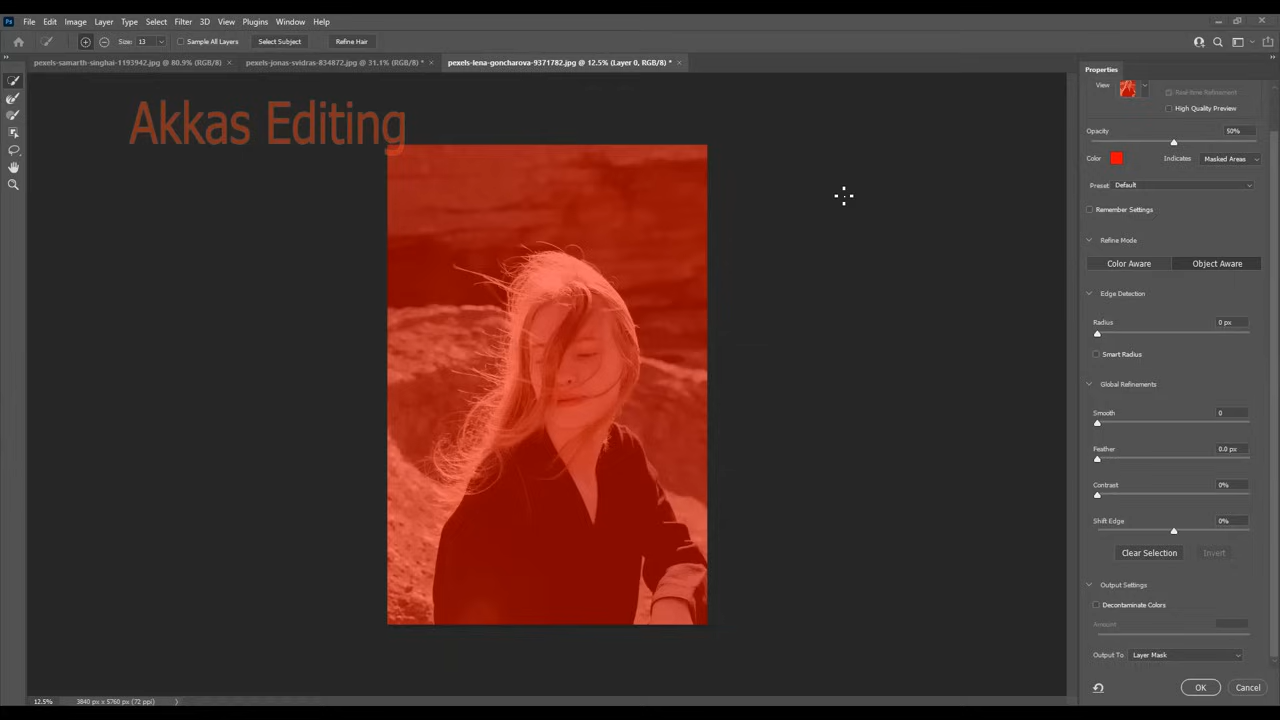 Ps File Edit Image Layer Type Select Filter 3D View Plugins Window Help
Size: 13 Sample All Layers Select Subject Refine Hair
pexels-samarth-singhai-1193942.jpg @ 80.9% (RGB/8) pexels-jonas-svidras-834872.jpg @ 31.1% (RGB/8) * pexels-lena-goncharova-9371782.jpg @ 12.5% (Layer 0, RGB/8) *
Akkas Editing
Properties
View Real-time Refinement
High Quality Preview
Opacity 50%
Color Indicates Masked Areas
Preset: Default
Remember Settings
Refine Mode
Color Aware Object Aware
Edge Detection
Radius 0 px
Smart Radius
Global Refinements
Smooth 0
Feather 0.0 px
Contrast 0%
Shift Edge 0%
Clear Selection Invert
Output Settings
Decontaminate Colors
Amount
Output To Layer Mask
OK Cancel
12.5% 3840 px x 5760 px (72 ppi)